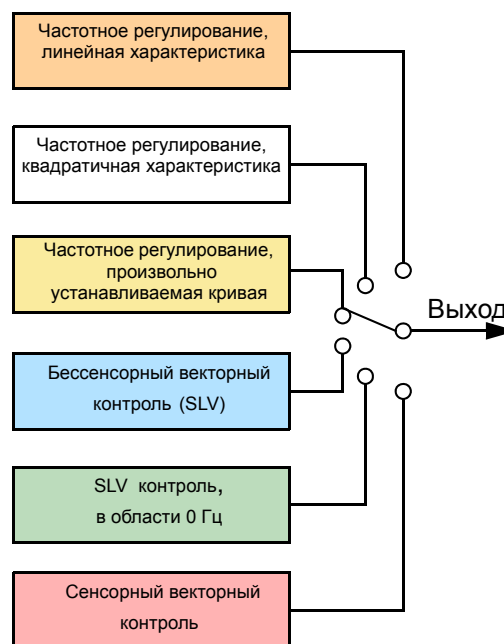 Частотное регулирование,
линейная характеристика
Частотное регулирование,
квадратичная характеристика
Частотное регулирование,
произвольно
устанавливаемая кривая
Выход
Бессенсорный векторный
контроль (SLV)
SLV контроль,
в области 0 Гц
Сенсорный векторный
контроль